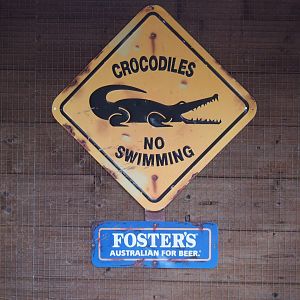 CROCODILES
NO
SWIMMING
FOSTER'S
AUSTRALIAN FOR BEER.